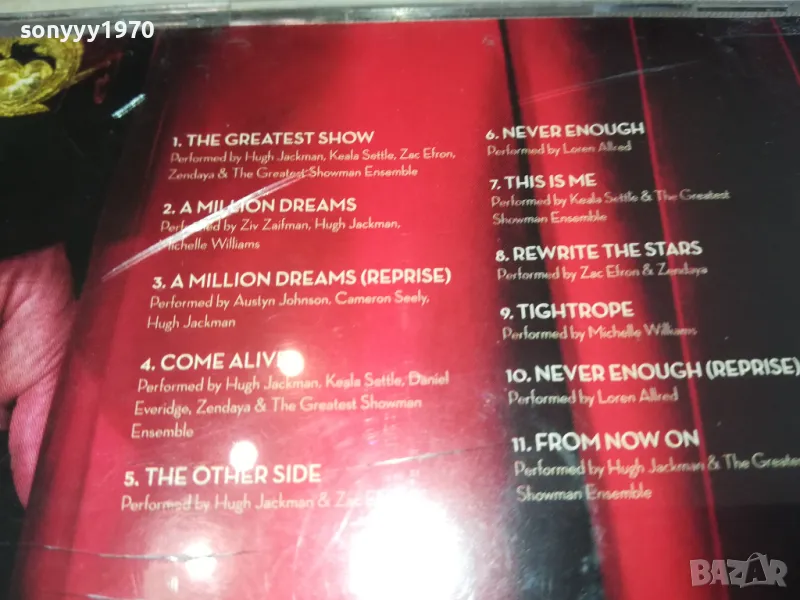 sonyyy1970
1. THE GREATEST SHOW
Performed by Hugh Jackman, Keala Settle, Zac Efron,
Zendaya & The Greatest Showman Ensemble
2. A MILLION DREAMS
Performed by Ziv Zaifman, Hugh Jackman,
Michelle Williams
3. A MILLION DREAMS (REPRISE)
Performed by Austyn Johnson, Cameron Seely,
Hugh Jackman
4. COME ALIVE
Performed by Hugh Jackman, Keala Settle, Daniel
Everidge, Zendaya & The Greatest Showman
Ensemble
5. THE OTHER SIDE
Performed by Hugh Jackman & Zac
6. NEVER ENOUGH
Performed by Loren Allred
7. THIS IS ME
Performed by Keala Settle & The Greatest
Showman Ensemble
8. REWRITE THE STARS
Performed by Zac Efron & Zendaya
9. TIGHTROPE
Performed by Michelle Williams
10. NEVER ENOUGH (REPRISE)
Performed by Loren Allred
11. FROM NOW ON
Performed by Hugh Jackman & The Greates
Showman Ensemble
BAZAR